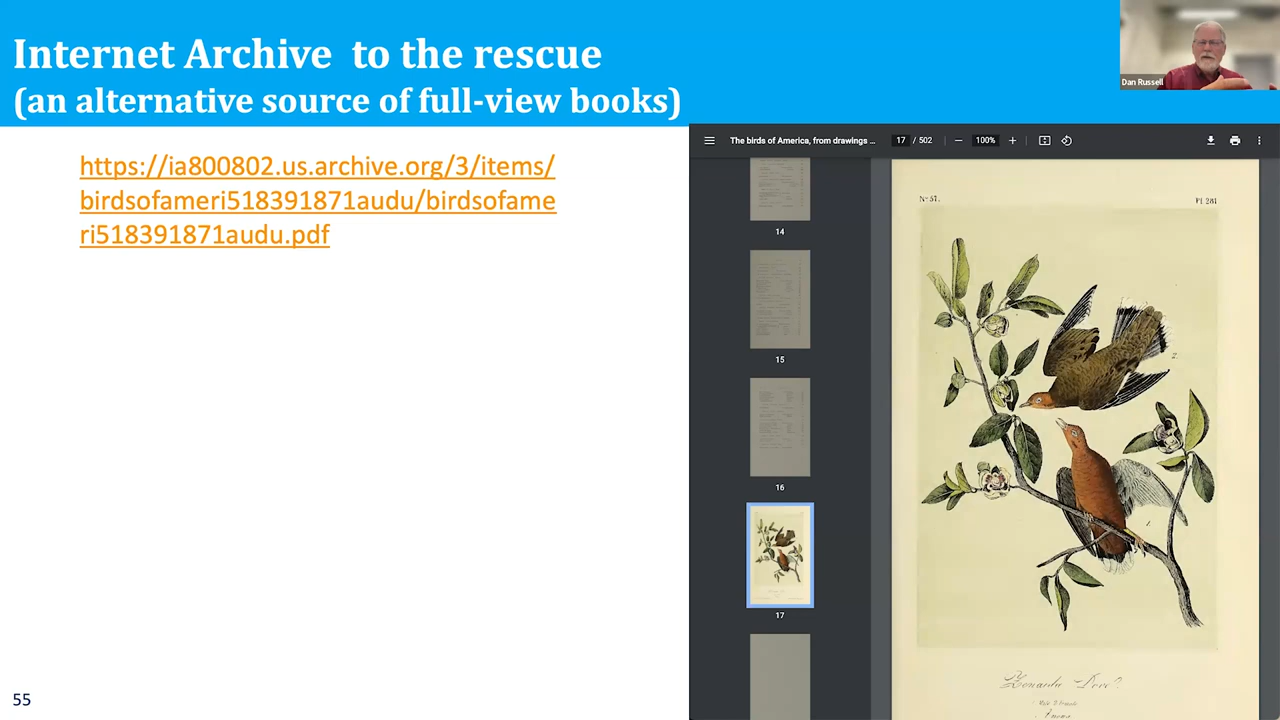 Internet Archive to the rescue
(an alternative source of full-view books)
Dan Russell
https://ia800802.us.archive.org/3/items/
birdsofameri518391871audu/birdsofame
ri518391871audu.pdf
The birds of America, from drawings ...
17 / 502
100%
14
15
16
17
Nº 57.
Pl. 281
2.
1.
Zenaida Dove
55